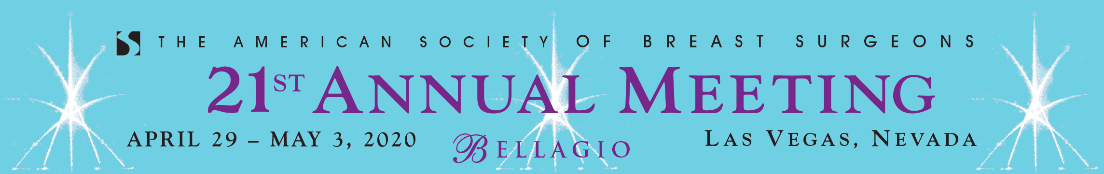 THE AMERICAN SOCIETY OF BREAST SURGEONS
21ST ANNUAL MEETING
APRIL 29 – MAY 3, 2020
BELLAGIO
LAS VEGAS, NEVADA